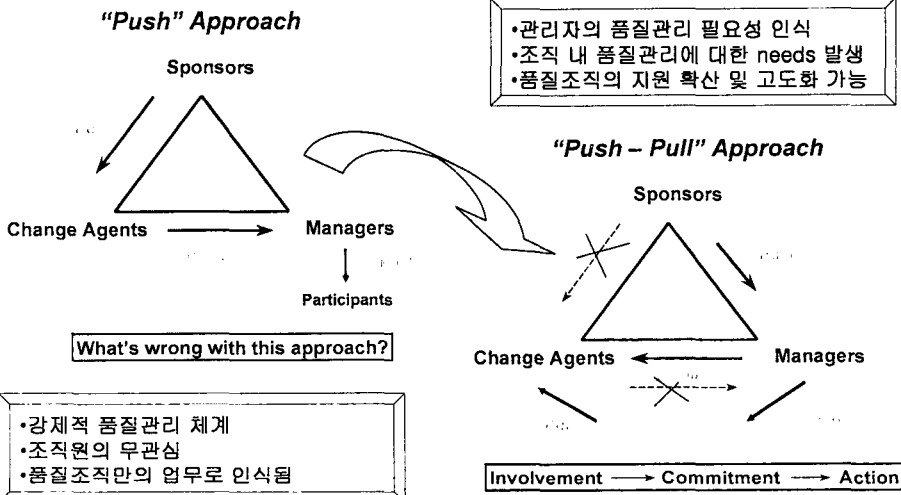 “Push” Approach
Sponsors
Change Agents
Managers
Participants
What's wrong with this approach?
•강제적 품질관리 체계
•조직원의 무관심
•품질조직만의 업무로 인식됨
•관리자의 품질관리 필요성 인식
•조직 내 품질관리에 대한 needs 발생
•품질조직의 지원 확산 및 고도화 가능
“Push – Pull” Approach
Sponsors
Change Agents
Managers
Involvement → Commitment → Action